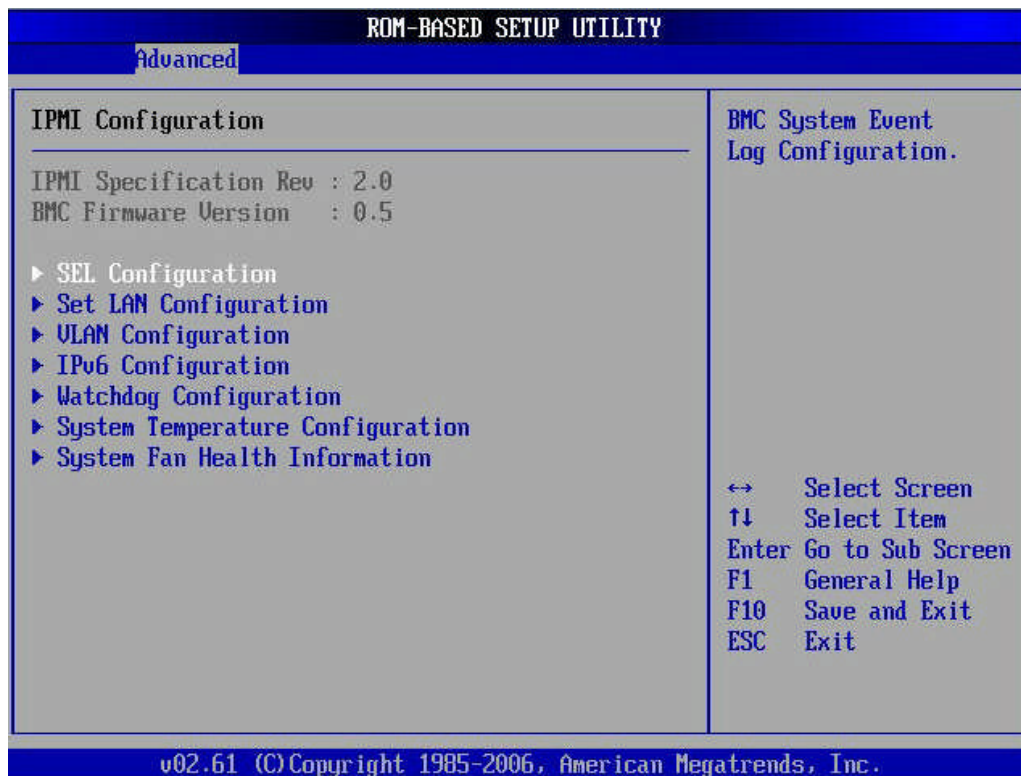 ROM-BASED SETUP UTILITY
Advanced
IPMI Configuration
IPMI Specification Rev : 2.0
BMC Firmware Version : 0.5
▶ SEL Configuration
▶ Set LAN Configuration
▶ VLAN Configuration
▶ IPv6 Configuration
▶ Watchdog Configuration
▶ System Temperature Configuration
▶ System Fan Health Information
BMC System Event
Log Configuration.
↔ Select Screen
↑↓ Select Item
Enter Go to Sub Screen
F1 General Help
F10 Save and Exit
ESC Exit
v02.61 (C)Copyright 1985-2006, American Megatrends, Inc.